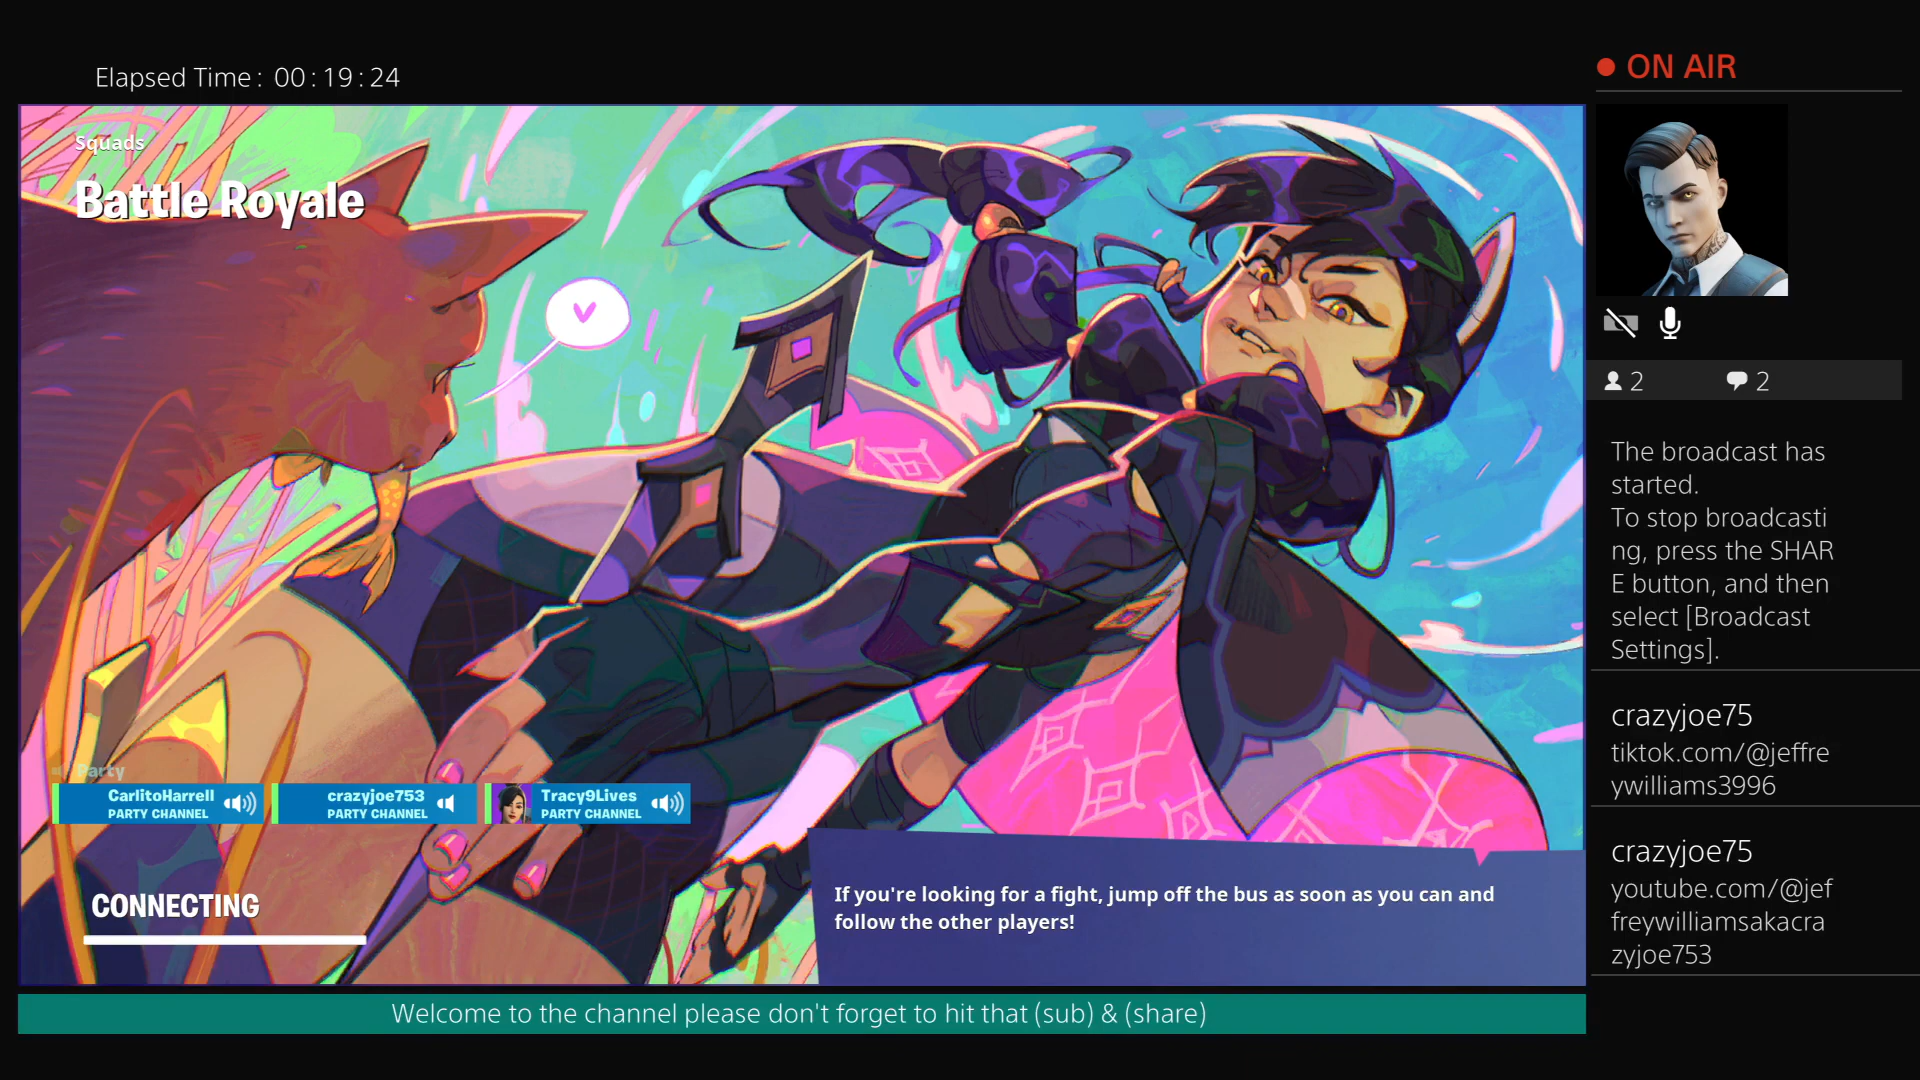 Elapsed Time: 00:19:24
ON AIR
Squads
Battle Royale
2
2
The broadcast has
started.
To stop broadcasti
ng, press the SHAR
E button, and then
select [Broadcast
Settings].
crazyjoe75
tiktok.com/@jeffre
ywilliams3996
crazyjoe75
youtube.com/@jef
freywilliamsakacra
zyjoe753
Party
CarlitoHarrell
PARTY CHANNEL
crazyjoe753
PARTY CHANNEL
Tracy9Lives
PARTY CHANNEL
CONNECTING
If you're looking for a fight, jump off the bus as soon as you can and
follow the other players!
Welcome to the channel please don't forget to hit that (sub) & (share)